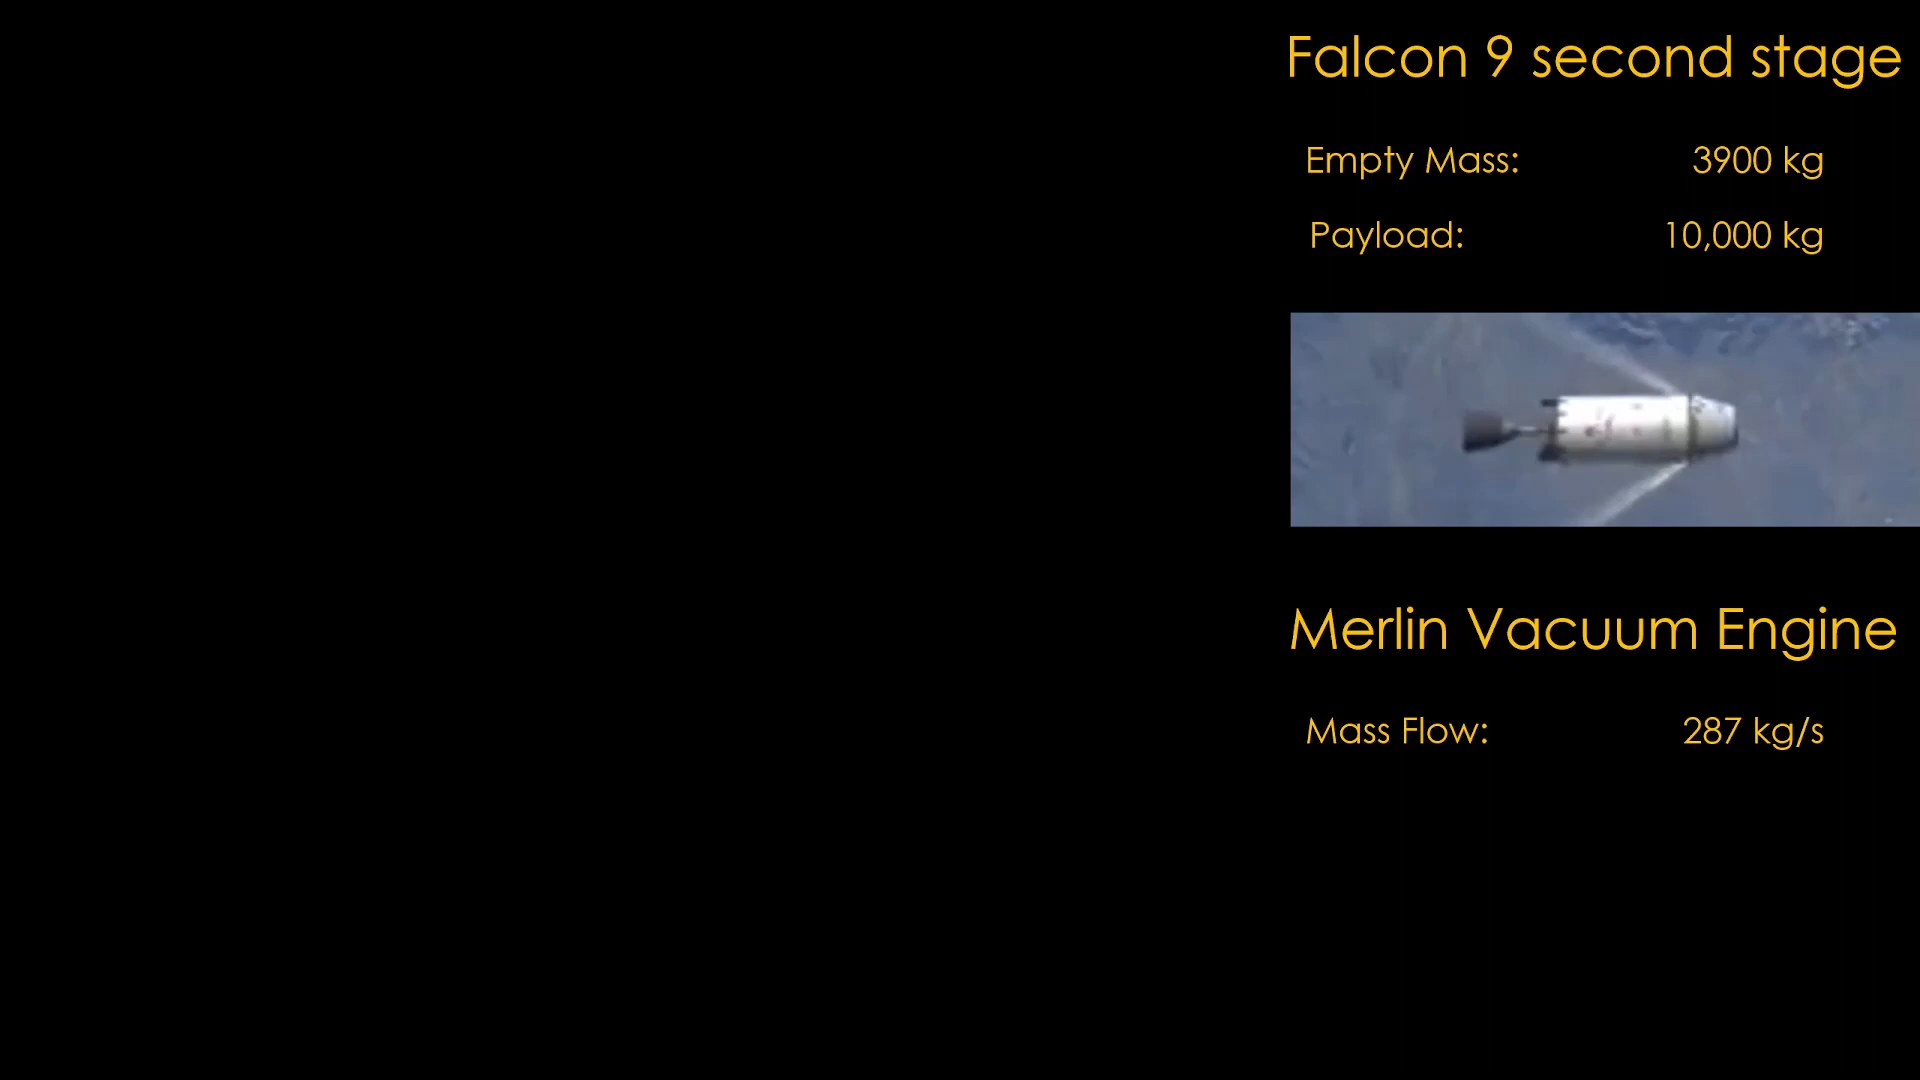 Falcon 9 second stage
Empty Mass: 3900 kg
Payload: 10,000 kg
Merlin Vacuum Engine
Mass Flow: 287 kg/s